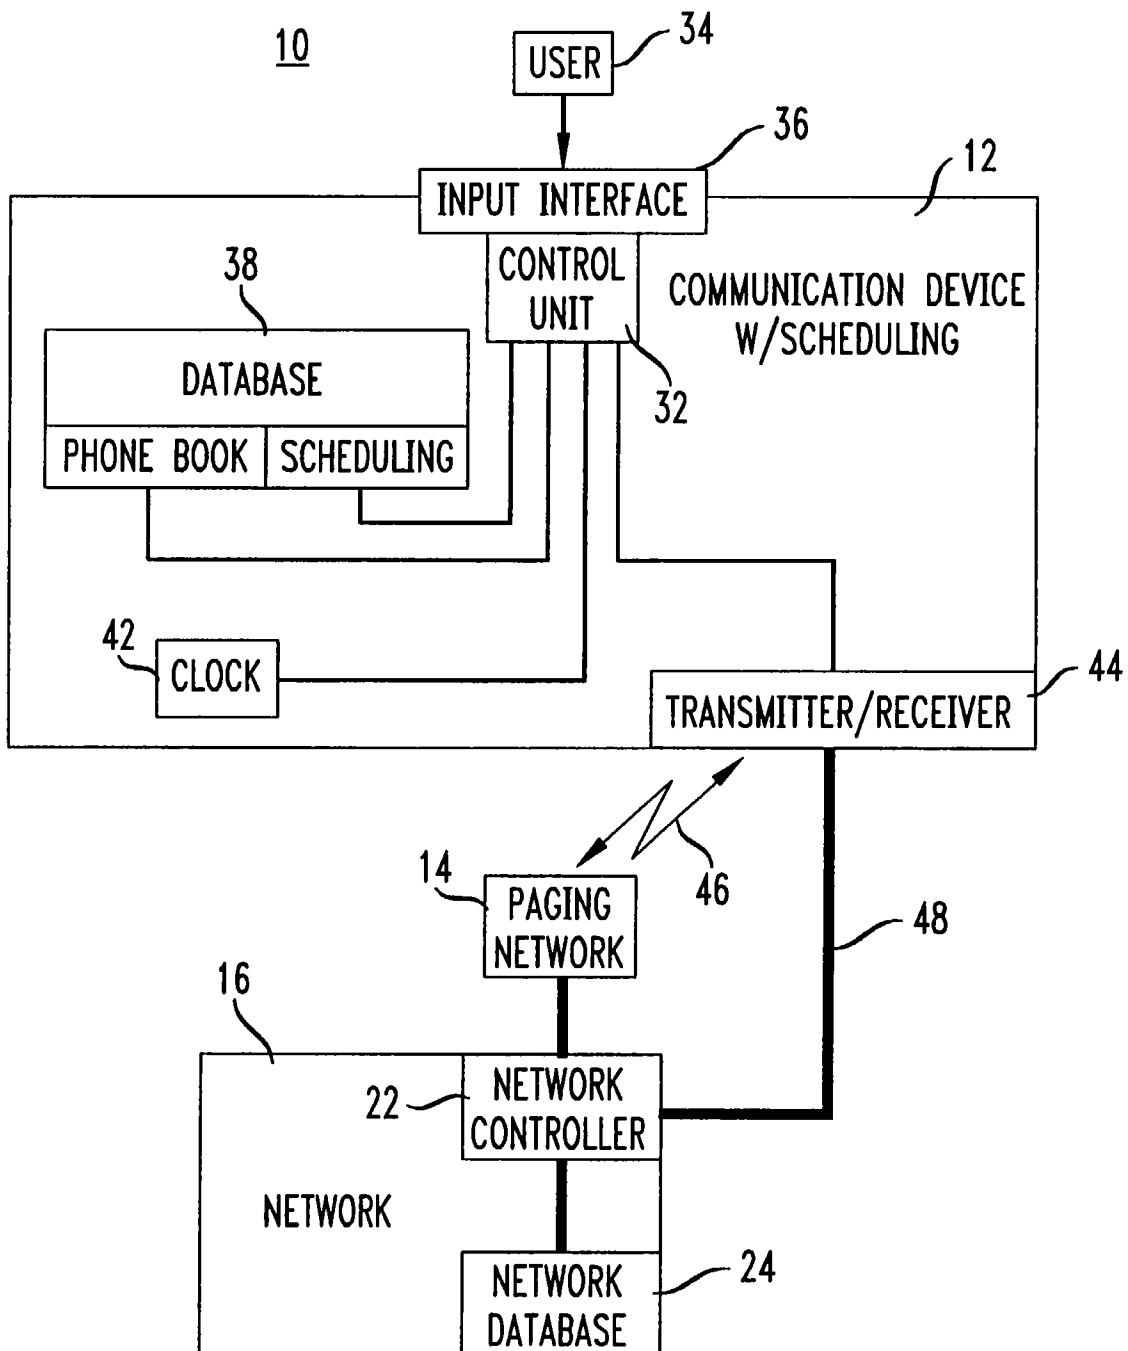 10
USER
34
36
INPUT INTERFACE
12
CONTROL
UNIT
32
COMMUNICATION DEVICE
W/SCHEDULING
38
DATABASE
PHONE BOOK
SCHEDULING
42
CLOCK
TRANSMITTER/RECEIVER
44
46
14
PAGING
NETWORK
48
16
22
NETWORK
CONTROLLER
NETWORK
NETWORK
DATABASE
24